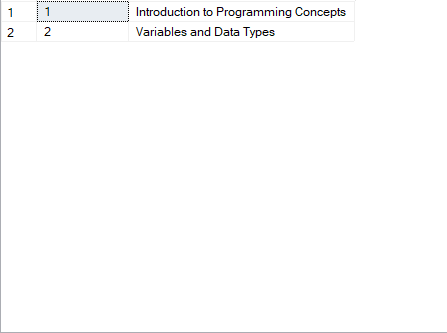 1 1 Introduction to Programming Concepts
2 2 Variables and Data Types